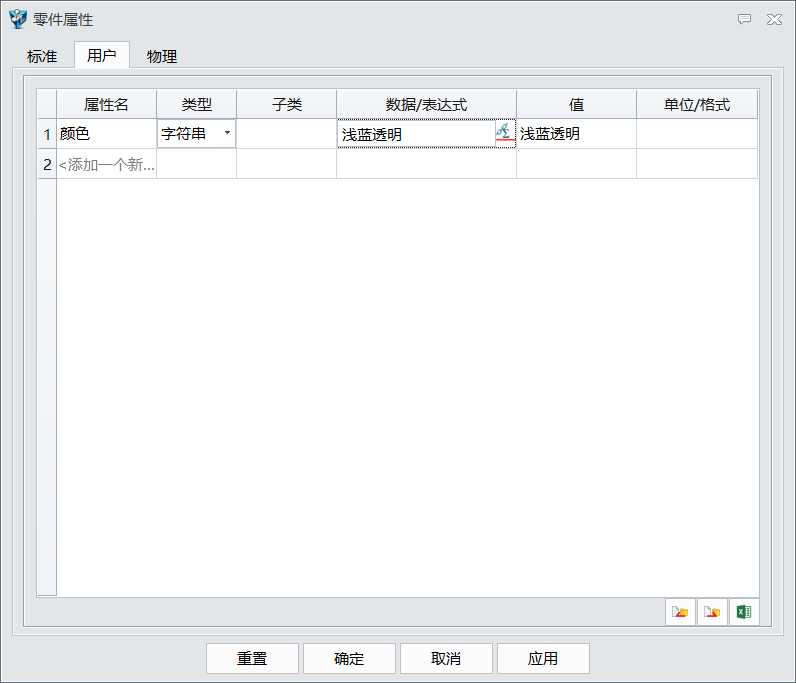 零件属性
标准 用户 物理
属性名 类型 子类 数据/表达式 值 单位/格式
1 颜色 字符串 浅蓝透明 浅蓝透明
2 <添加一个新...
重置 确定 取消 应用